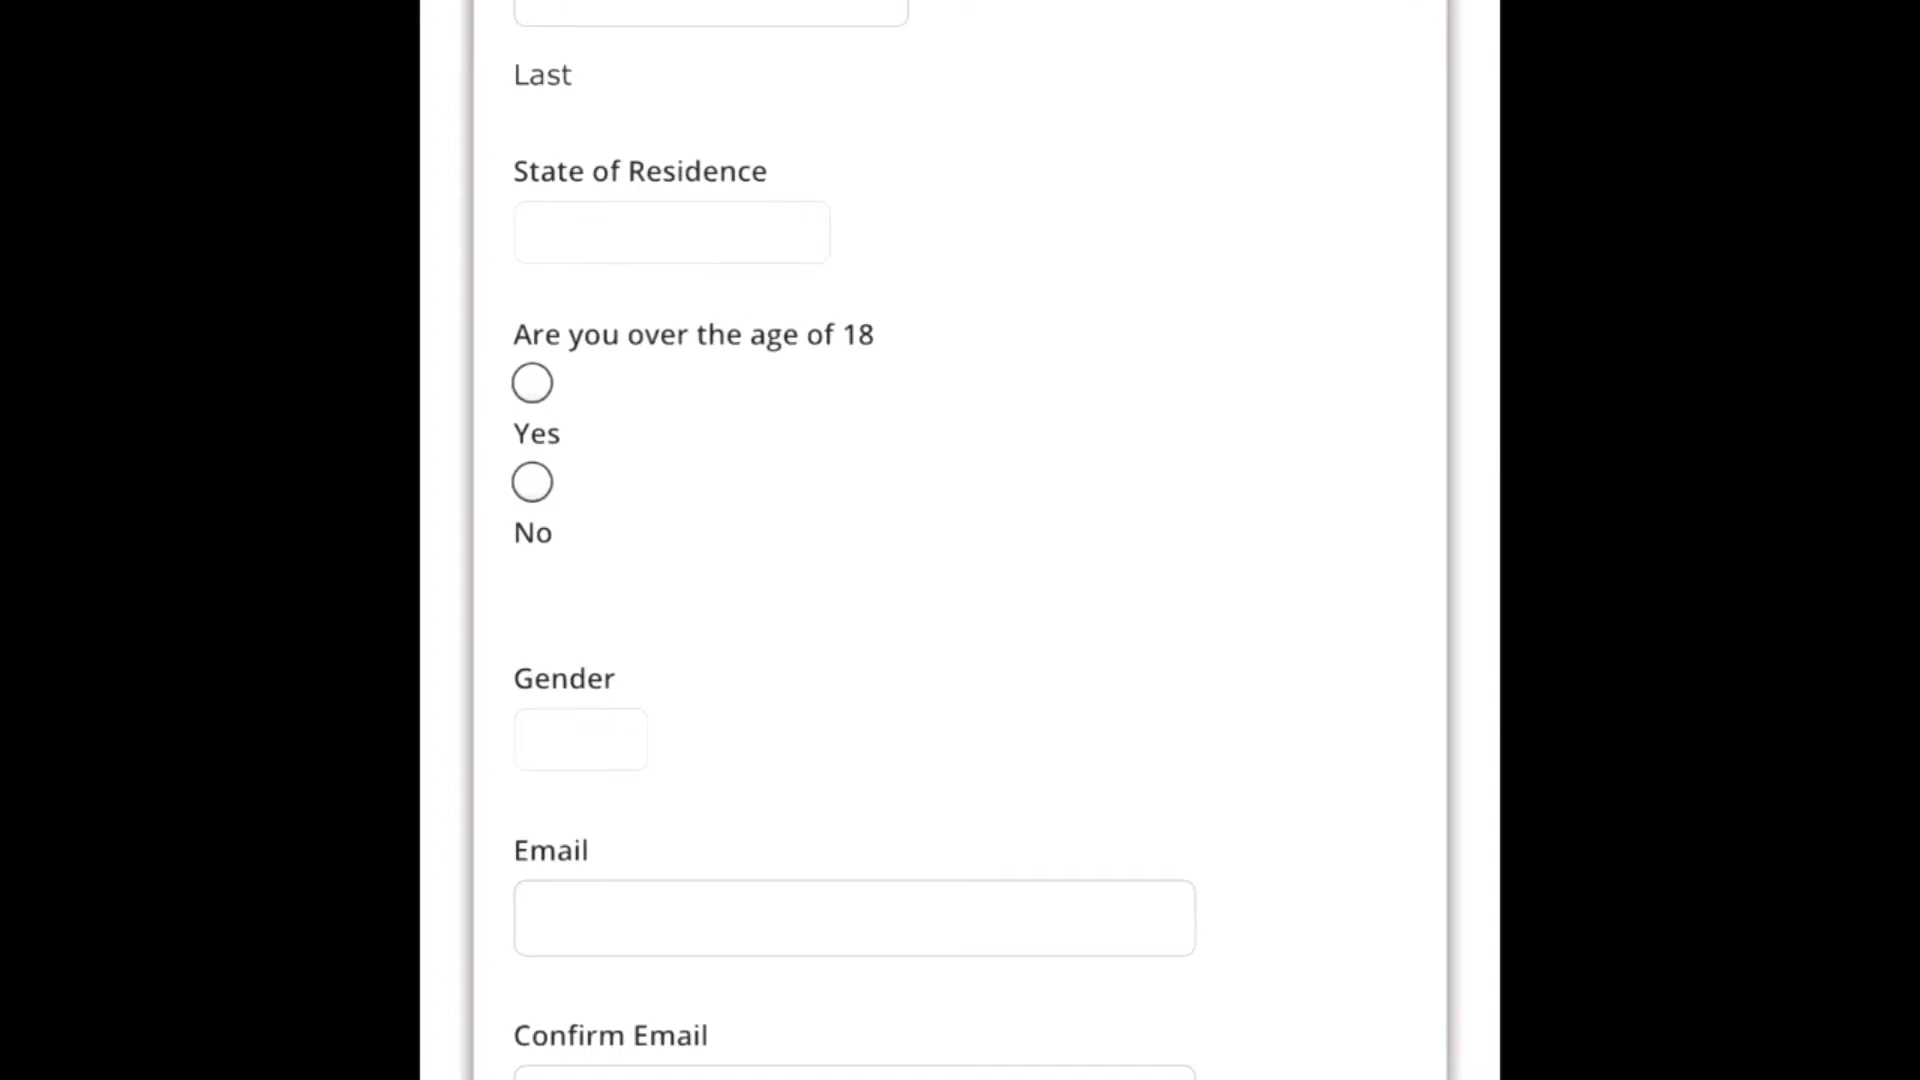 Last
State of Residence
Are you over the age of 18
Yes
No
Gender
Email
Confirm Email